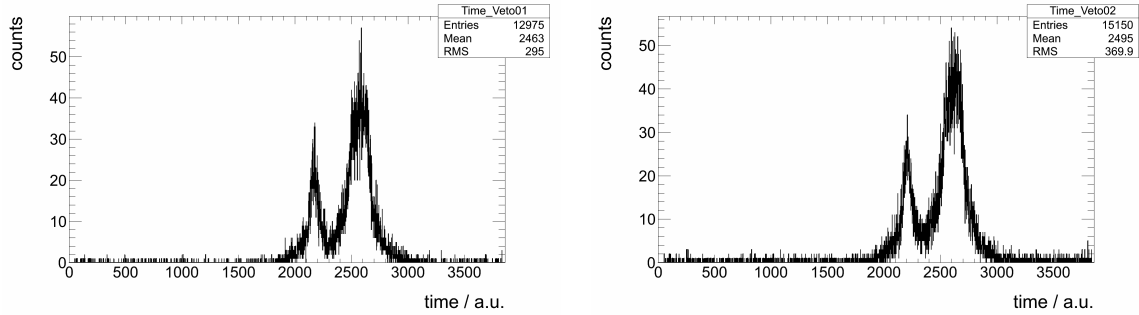 Time_Veto01
Entries 12975
Mean 2463
RMS 295
counts
50
40
30
20
10
0
0 500 1000 1500 2000 2500 3000 3500
time / a.u.
Time_Veto02
Entries 15150
Mean 2495
RMS 369.9
counts
50
40
30
20
10
0
0 500 1000 1500 2000 2500 3000 3500
time / a.u.